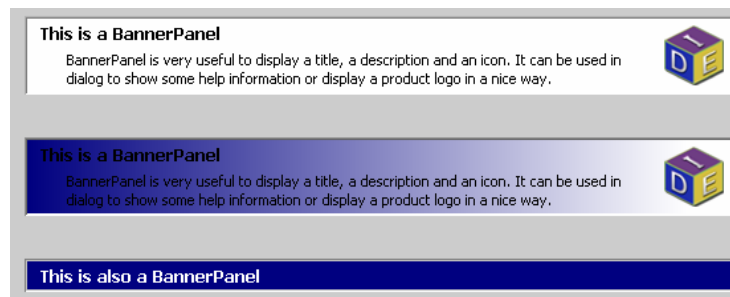 This is a BannerPanel
BannerPanel is very useful to display a title, a description and an icon. It can be used in
dialog to show some help information or display a product logo in a nice way.
I
D E
This is a BannerPanel
BannerPanel is very useful to display a title, a description and an icon. It can be used in
dialog to show some help information or display a product logo in a nice way.
I
D E
This is also a BannerPanel